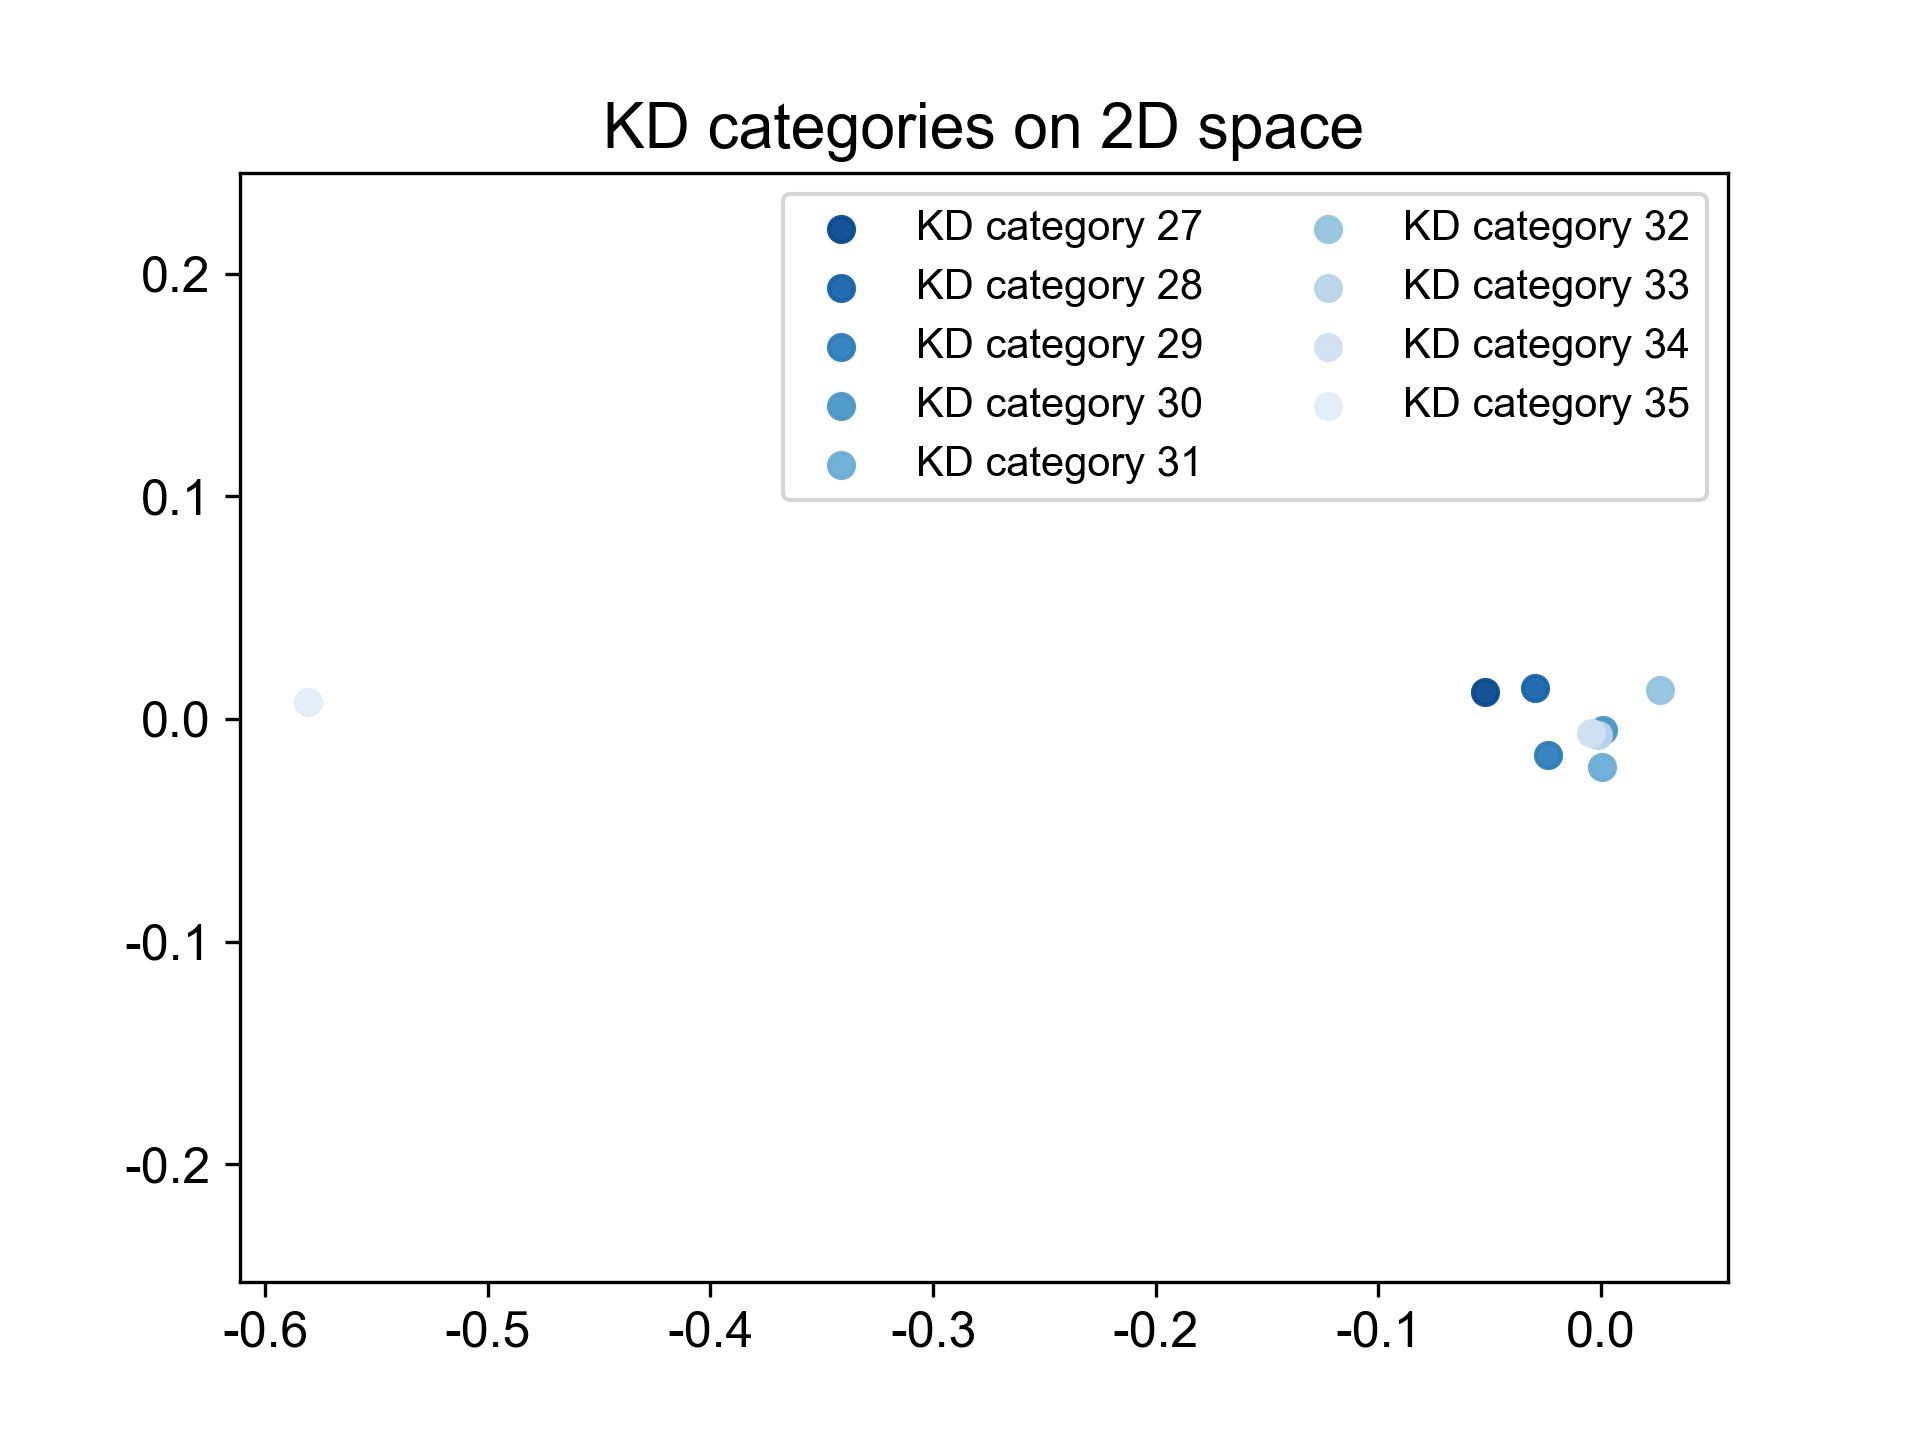 KD categories on 2D space
KD category 27
KD category 28
KD category 29
KD category 30
KD category 31
KD category 32
KD category 33
KD category 34
KD category 35
0.2
0.1
0.0
-0.1
-0.2
-0.6 -0.5 -0.4 -0.3 -0.2 -0.1 0.0